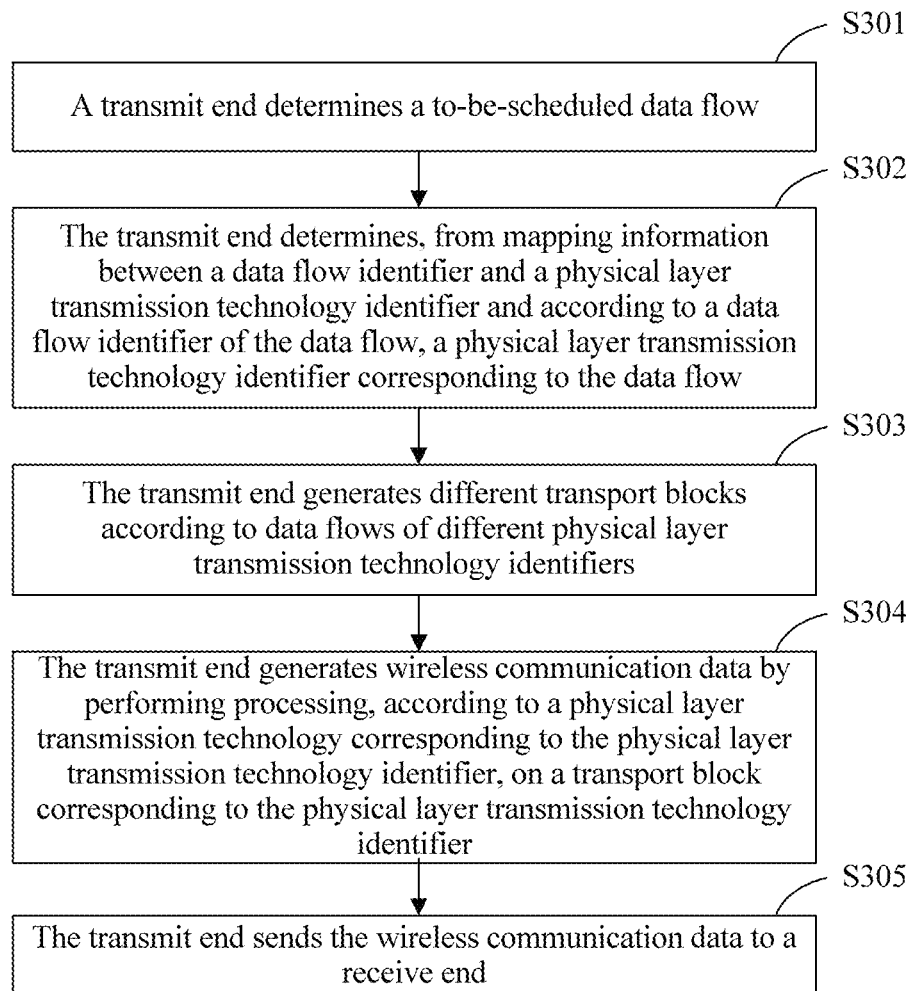 S301
A transmit end determines a to-be-scheduled data flow
S302
The transmit end determines, from mapping information
between a data flow identifier and a physical layer
transmission technology identifier and according to a data
flow identifier of the data flow, a physical layer transmission
technology identifier corresponding to the data flow
S303
The transmit end generates different transport blocks
according to data flows of different physical layer
transmission technology identifiers
S304
The transmit end generates wireless communication data by
performing processing, according to a physical layer
transmission technology corresponding to the physical layer
transmission technology identifier, on a transport block
corresponding to the physical layer transmission technology
identifier
S305
The transmit end sends the wireless communication data to a
receive end